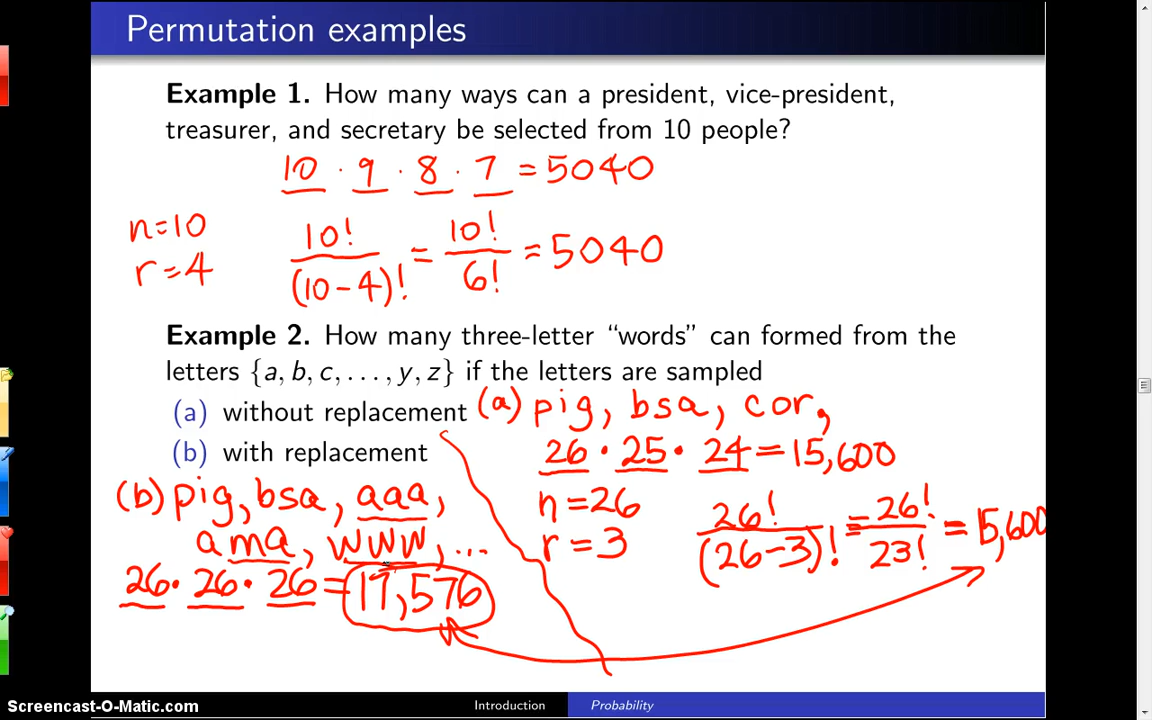 Permutation examples
Example 1. How many ways can a president, vice-president,
treasurer, and secretary be selected from 10 people?
10 · 9 · 8 · 7 = 5040
n=10
r=4
10!/(10-4)! = 10!/6! = 5040
Example 2. How many three-letter “words” can formed from the
letters {a, b, c, . . . , y, z} if the letters are sampled
(a) without replacement
(a) pig, bsa, cor,
(b) with replacement
26 · 25 · 24 = 15,600
n=26
r=3
26!/(26-3)! = 26!/23! = 15,600
(b) pig, bsa, aaa,
ama, www, ...
26 · 26 · 26 = 17,576
Screencast-O-Matic.com
Introduction
Probability